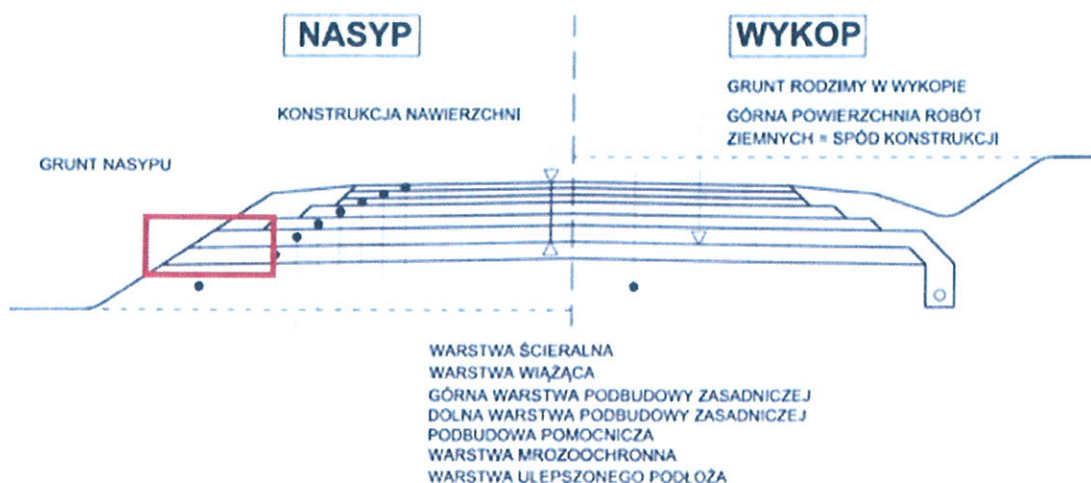 NASYP
WYKOP
GRUNT RODZIMY W WYKOPIE
KONSTRUKCJA NAWIERZCHNI
GÓRNA POWIERZCHNIA ROBÓT
ZIEMNYCH = SPÓD KONSTRUKCJI
GRUNT NASYPU
WARSTWA ŚCIERALNA
WARSTWA WIĄŻĄCA
GÓRNA WARSTWA PODBUDOWY ZASADNICZEJ
DOLNA WARSTWA PODBUDOWY ZASADNICZEJ
PODBUDOWA POMOCNICZA
WARSTWA MROZOOCHRONNA
WARSTWA ULEPSZONEGO PODŁOŻA